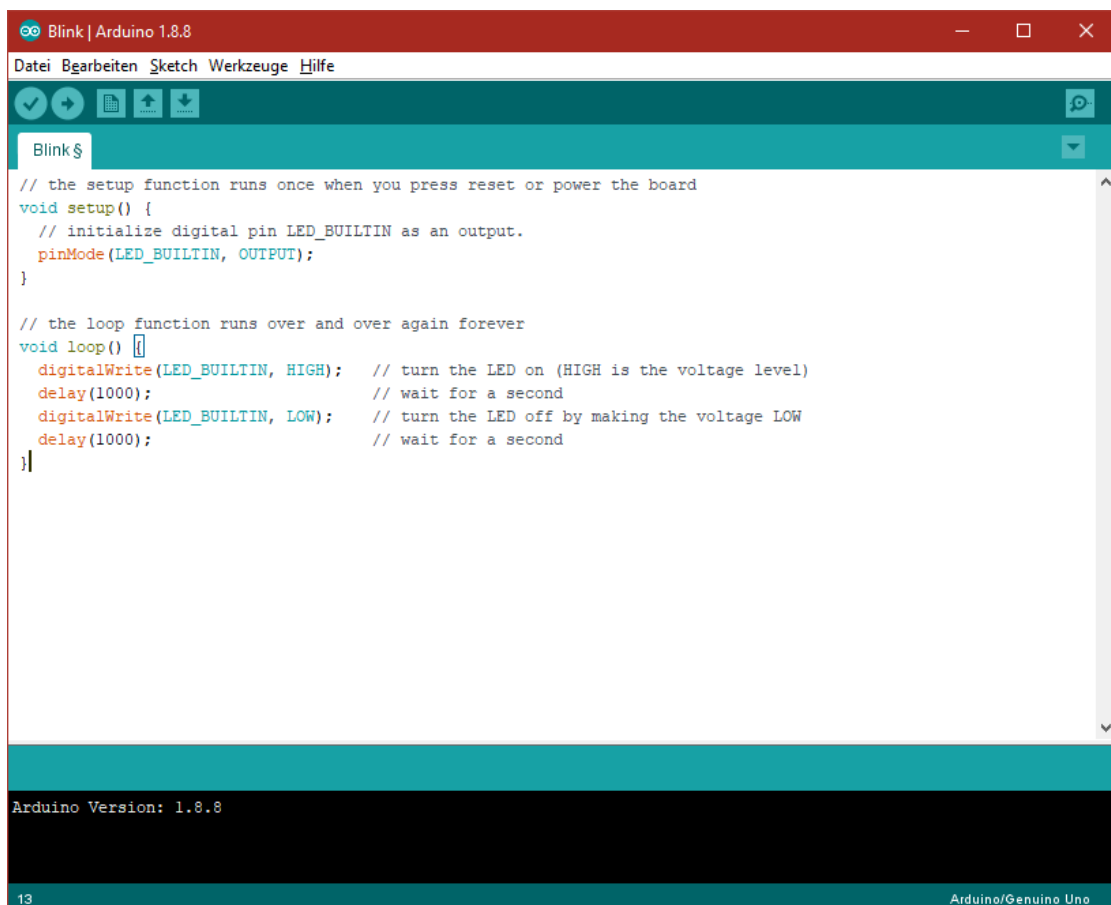 Blink | Arduino 1.8.8
Datei Bearbeiten Sketch Werkzeuge Hilfe
Blink §
// the setup function runs once when you press reset or power the board
void setup() {
  // initialize digital pin LED_BUILTIN as an output.
  pinMode(LED_BUILTIN, OUTPUT);
}
// the loop function runs over and over again forever
void loop() {
  digitalWrite(LED_BUILTIN, HIGH);   // turn the LED on (HIGH is the voltage level)
  delay(1000);                       // wait for a second
  digitalWrite(LED_BUILTIN, LOW);    // turn the LED off by making the voltage LOW
  delay(1000);                       // wait for a second
}
Arduino Version: 1.8.8
13 Arduino/Genuino Uno